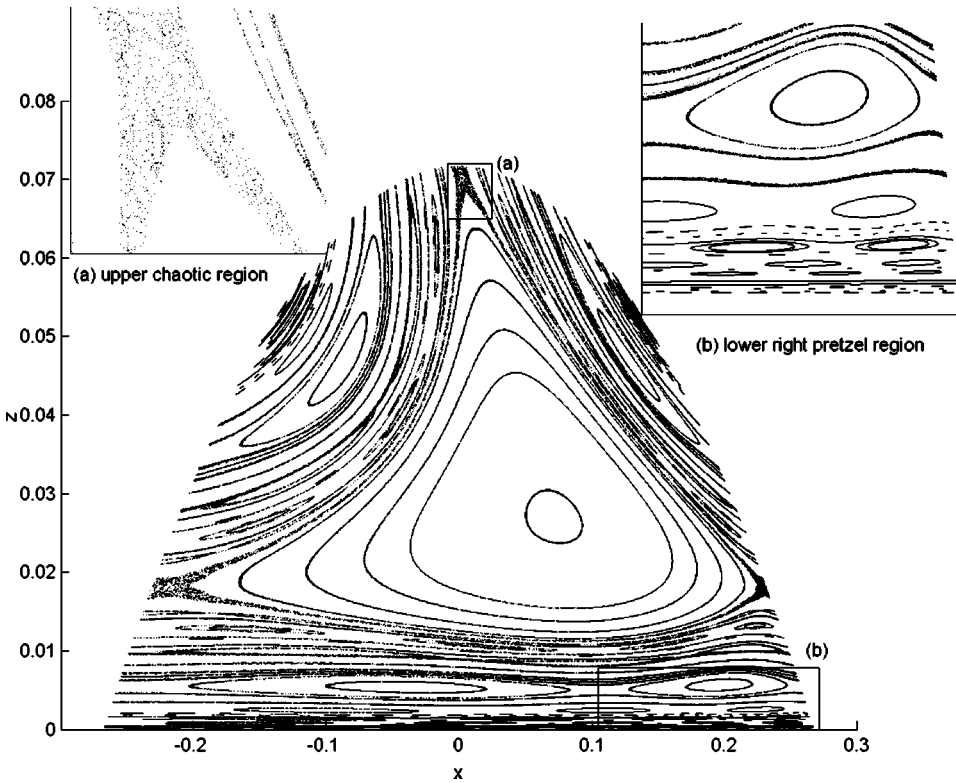 0.08
0.07
0.06
0.05
0.04
0.03
0.02
0.01
0
z
-0.2
-0.1
0
0.1
0.2
0.3
x
(a)
(b)
(a) upper chaotic region
(b) lower right pretzel region